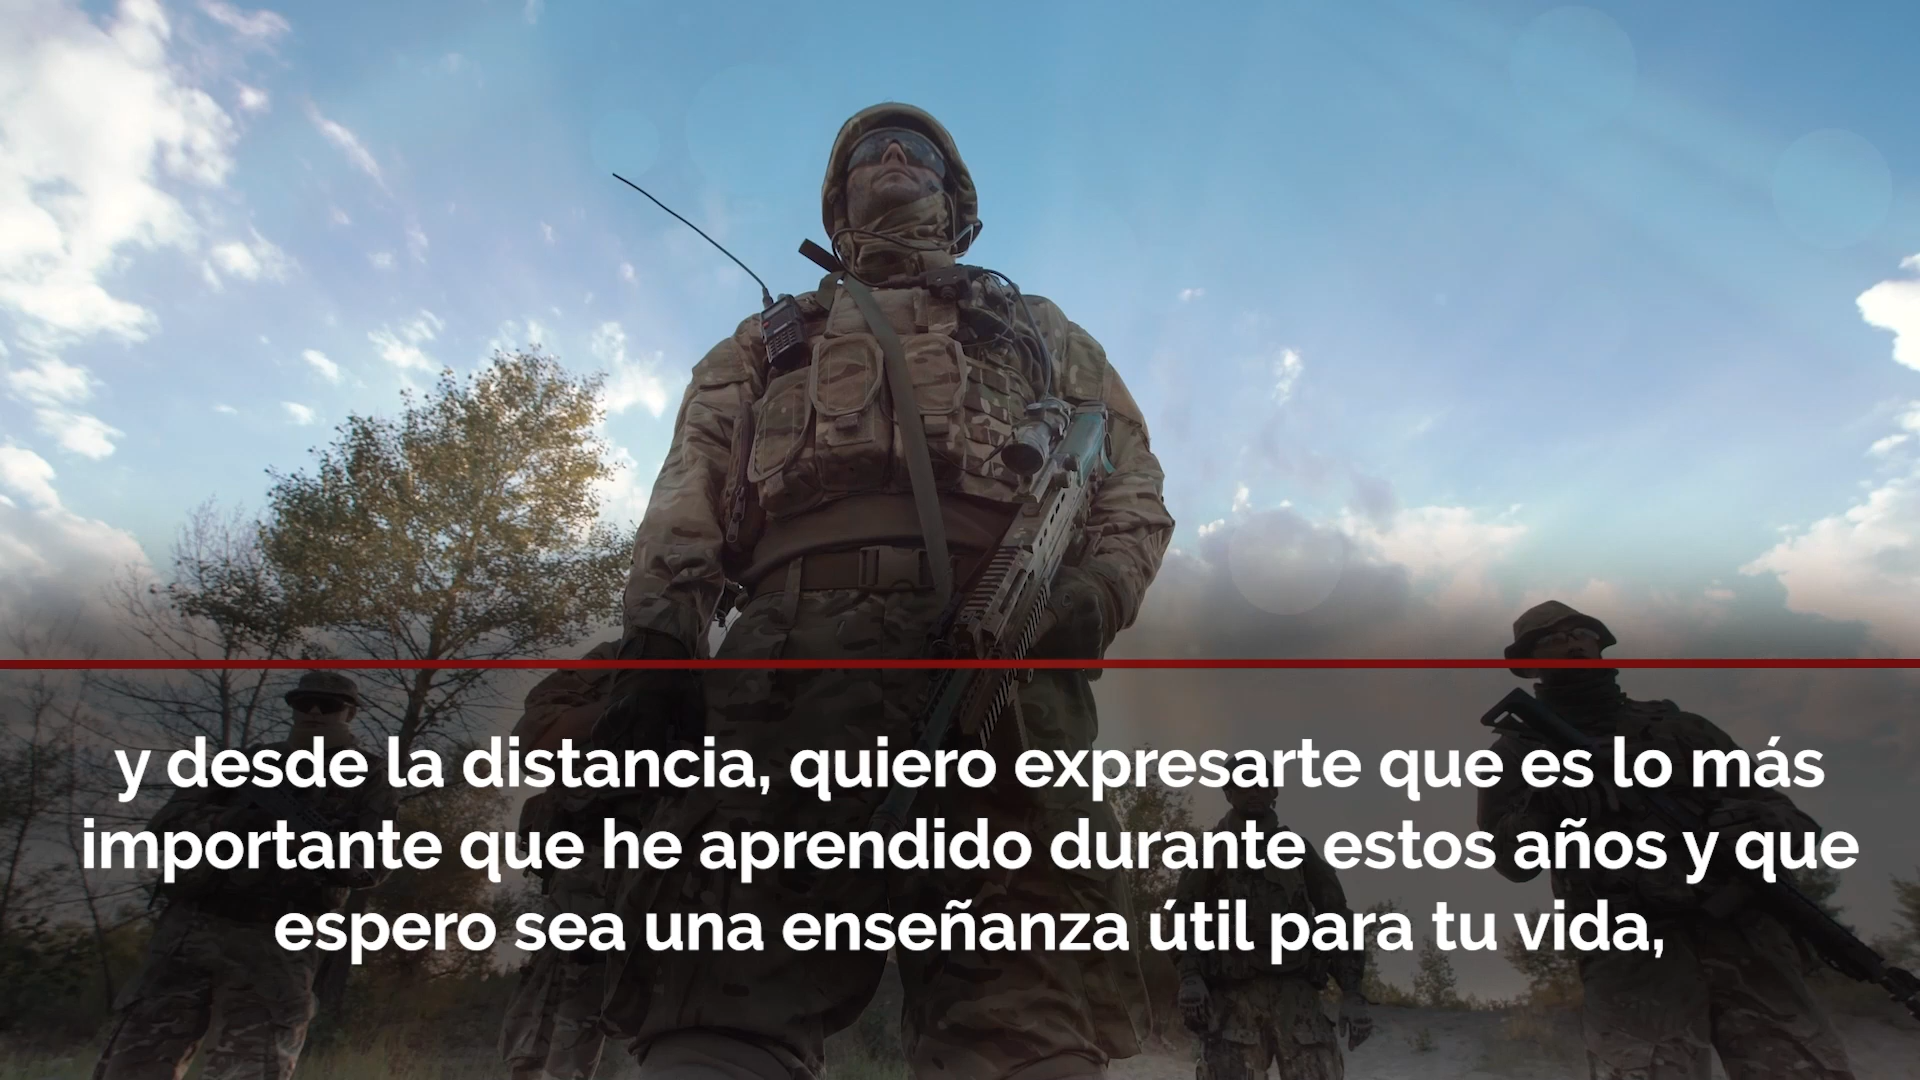 y desde la distancia, quiero expresarte que es lo más
importante que he aprendido durante estos años y que
espero sea una enseñanza útil para tu vida,